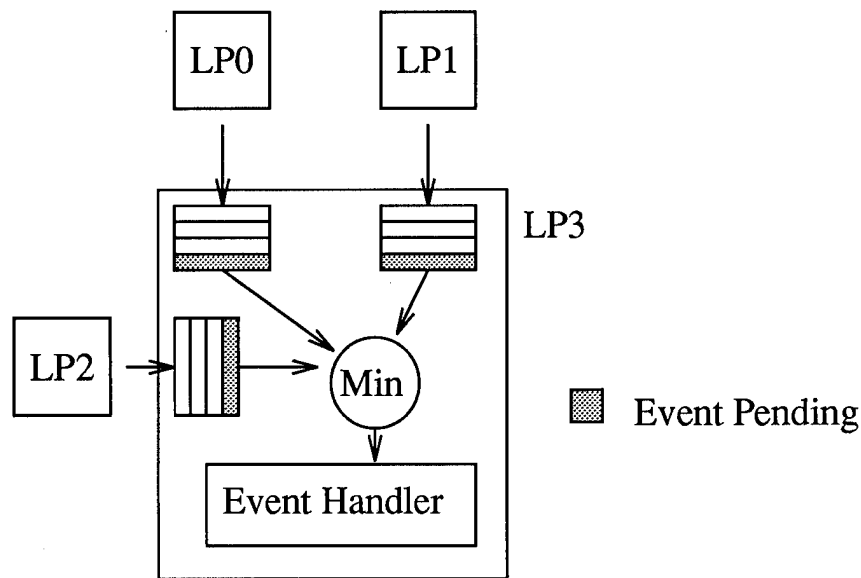 LP0
LP1
LP3
LP2
Min
Event Pending
Event Handler